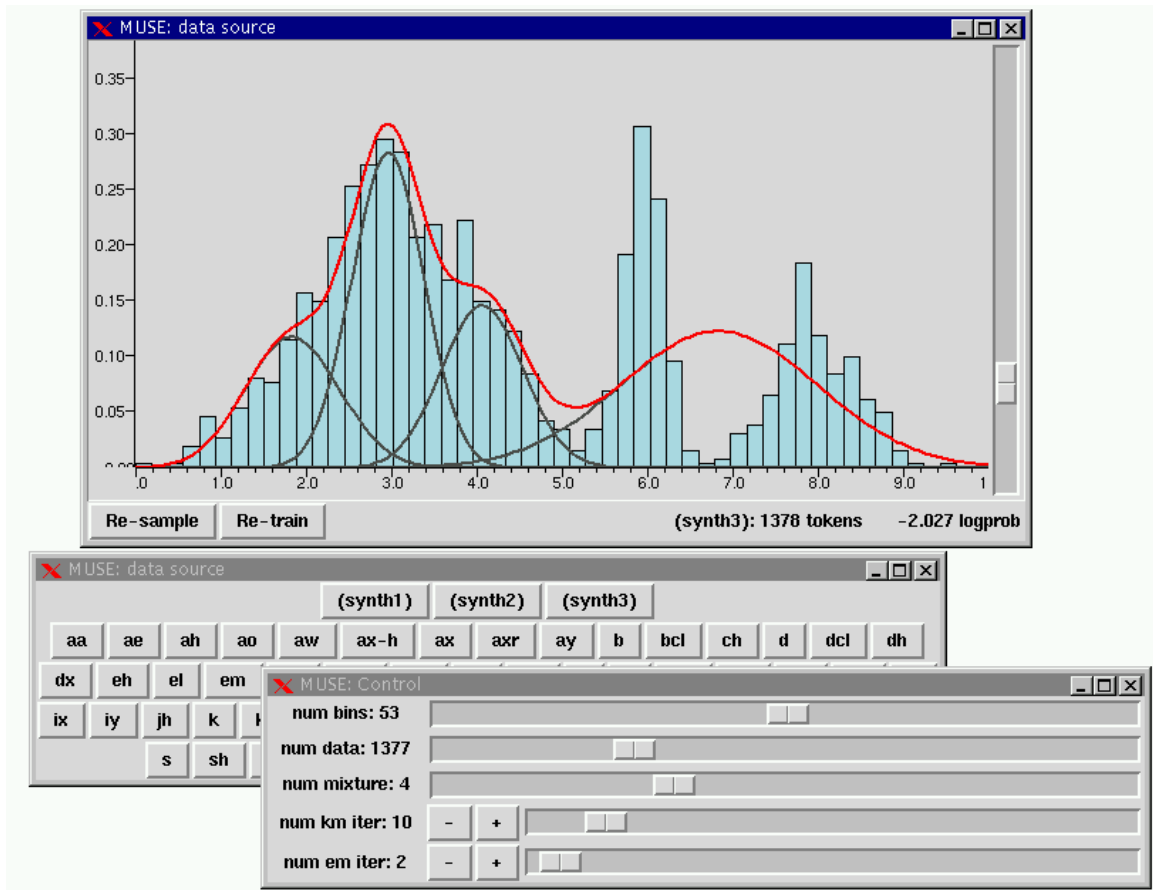 MUSE: data source
0.35
0.30
0.25
0.20
0.15
0.10
0.05
.0 1.0 2.0 3.0 4.0 5.0 6.0 7.0 8.0 9.0 1
Re-sample Re-train (synth3): 1378 tokens -2.027 logprob
MUSE: data source
(synth1) (synth2) (synth3)
aa ae ah ao aw ax-h ax axr ay b bcl ch d dcl dh
dx eh el em
ix iy jh k
s sh
MUSE: Control
num bins: 53
num data: 1377
num mixture: 4
num km iter: 10 - +
num em iter: 2 - +